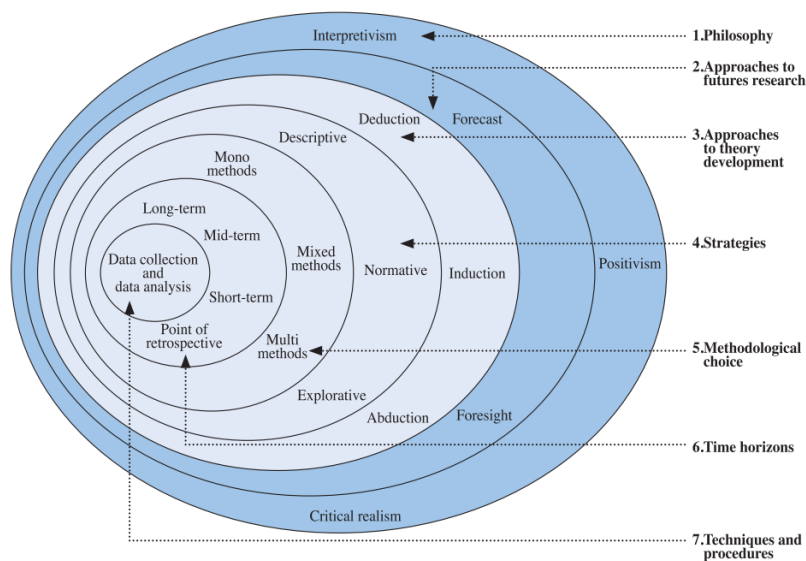 Interpretivism
1.Philosophy
2.Approaches to
futures research
Deduction
Forecast
3.Approaches
to theory
development
Descriptive
Mono
methods
Long-term
Mid-term
4.Strategies
Data collection
and
data analysis
Mixed methods
Normative
Induction
Positivism
Short-term
Point of
retrospective
Multi
methods
5.Methodological
choice
Explorative
Abduction
Foresight
6.Time horizons
Critical realism
7.Techniques and
procedures